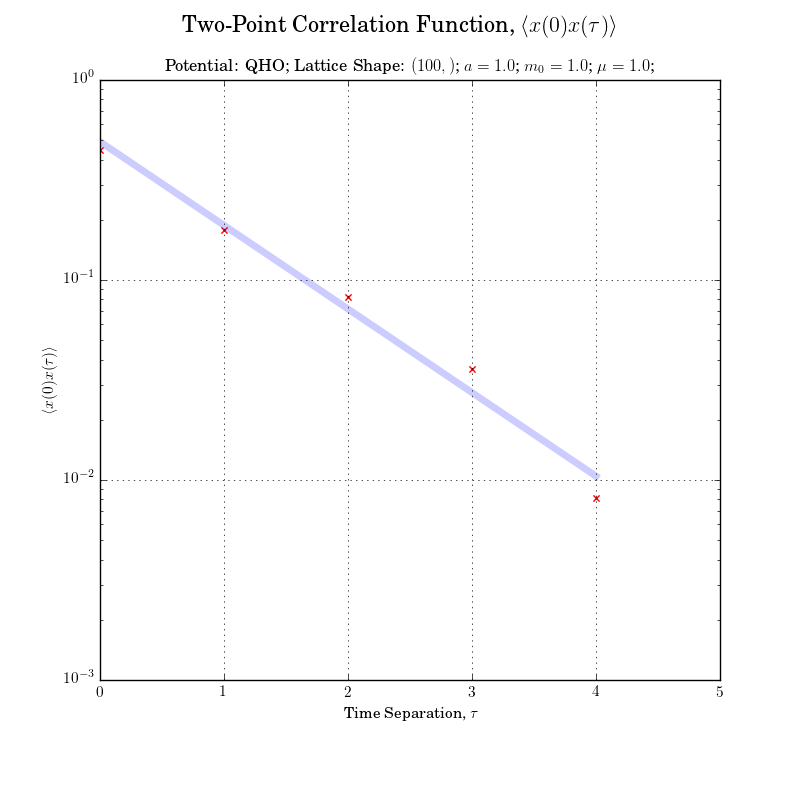 Two-Point Correlation Function, ⟨x(0)x(τ)⟩
Potential: QHO; Lattice Shape: (100, ); a = 1.0; m₀ = 1.0; μ = 1.0;
10⁰
10⁻¹
10⁻²
10⁻³
⟨x(0)x(τ)⟩
0 1 2 3 4 5
Time Separation, τ